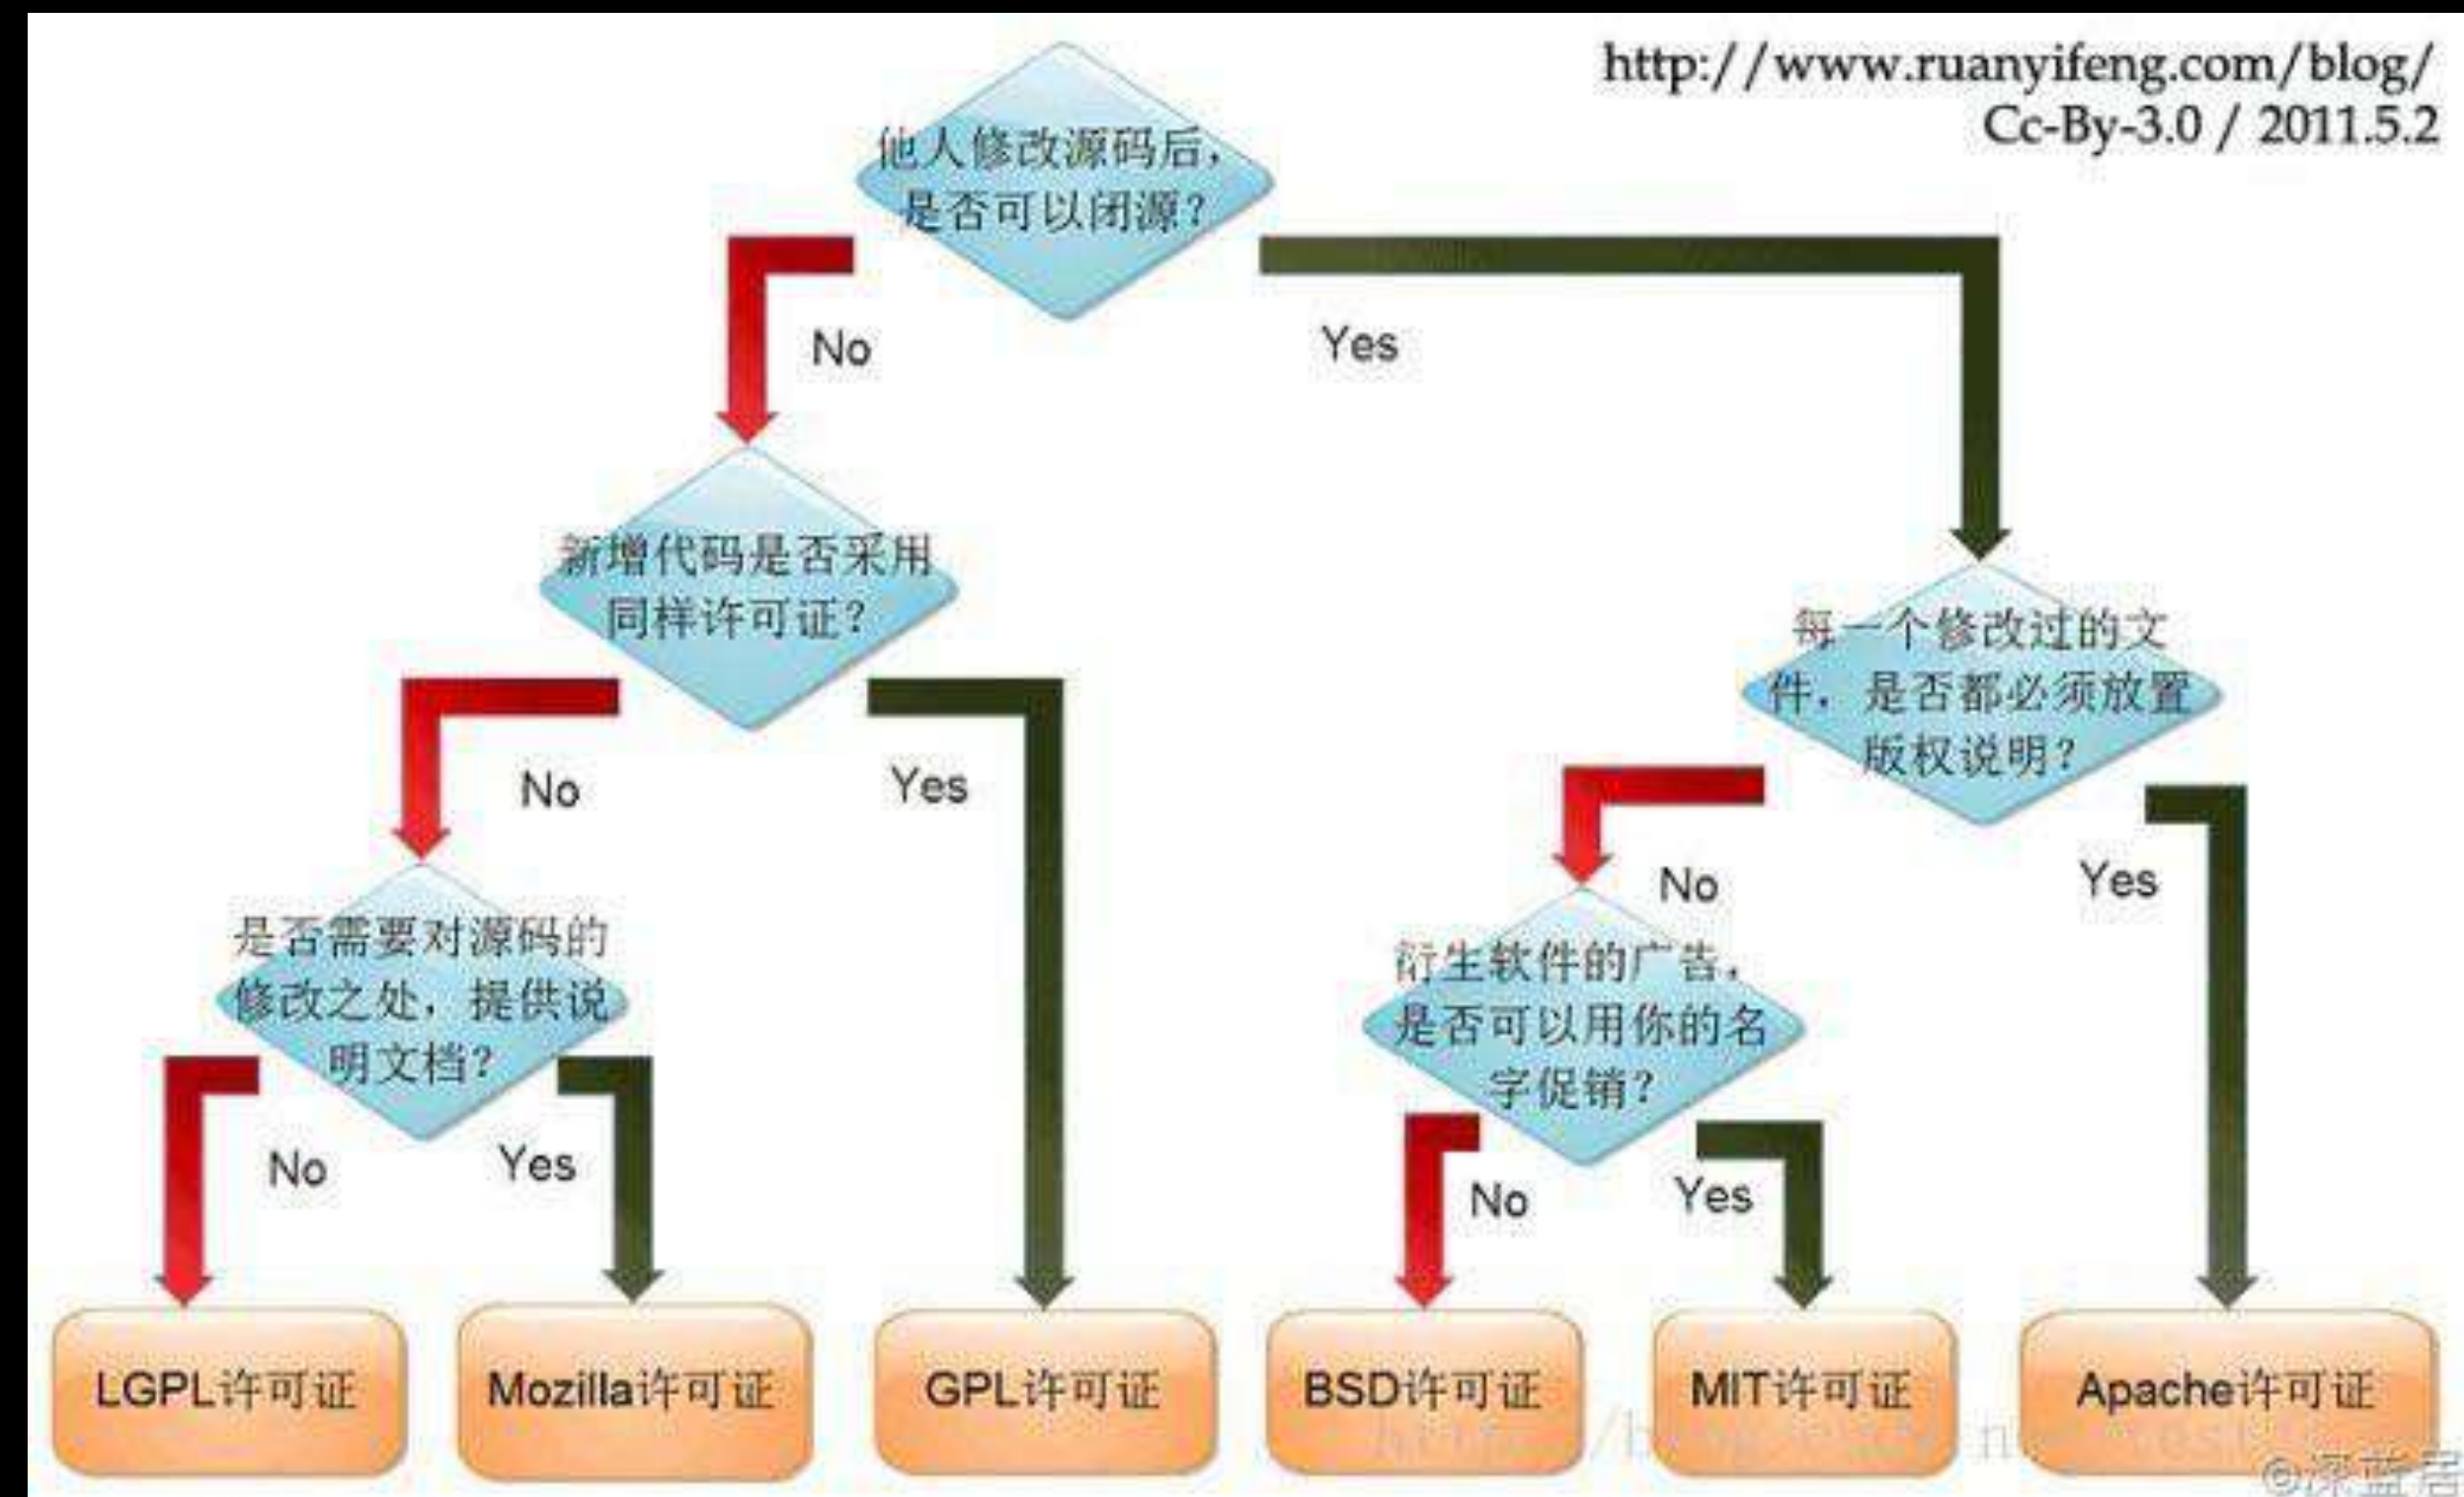 http://www.ruanyifeng.com/blog/
Cc-By-3.0 / 2011.5.2
他人修改源码后，
是否可以闭源？
No
Yes
新增代码是否采用
同样许可证？
每一个修改过的文
件，是否都必须放置
版权说明？
No
Yes
No
Yes
是否需要对源码的
修改之处，提供说
明文档？
衍生软件的广告，
是否可以用你的名
字促销？
No
Yes
No
Yes
LGPL许可证
Mozilla许可证
GPL许可证
BSD许可证
MIT许可证
Apache许可证
@深蓝居